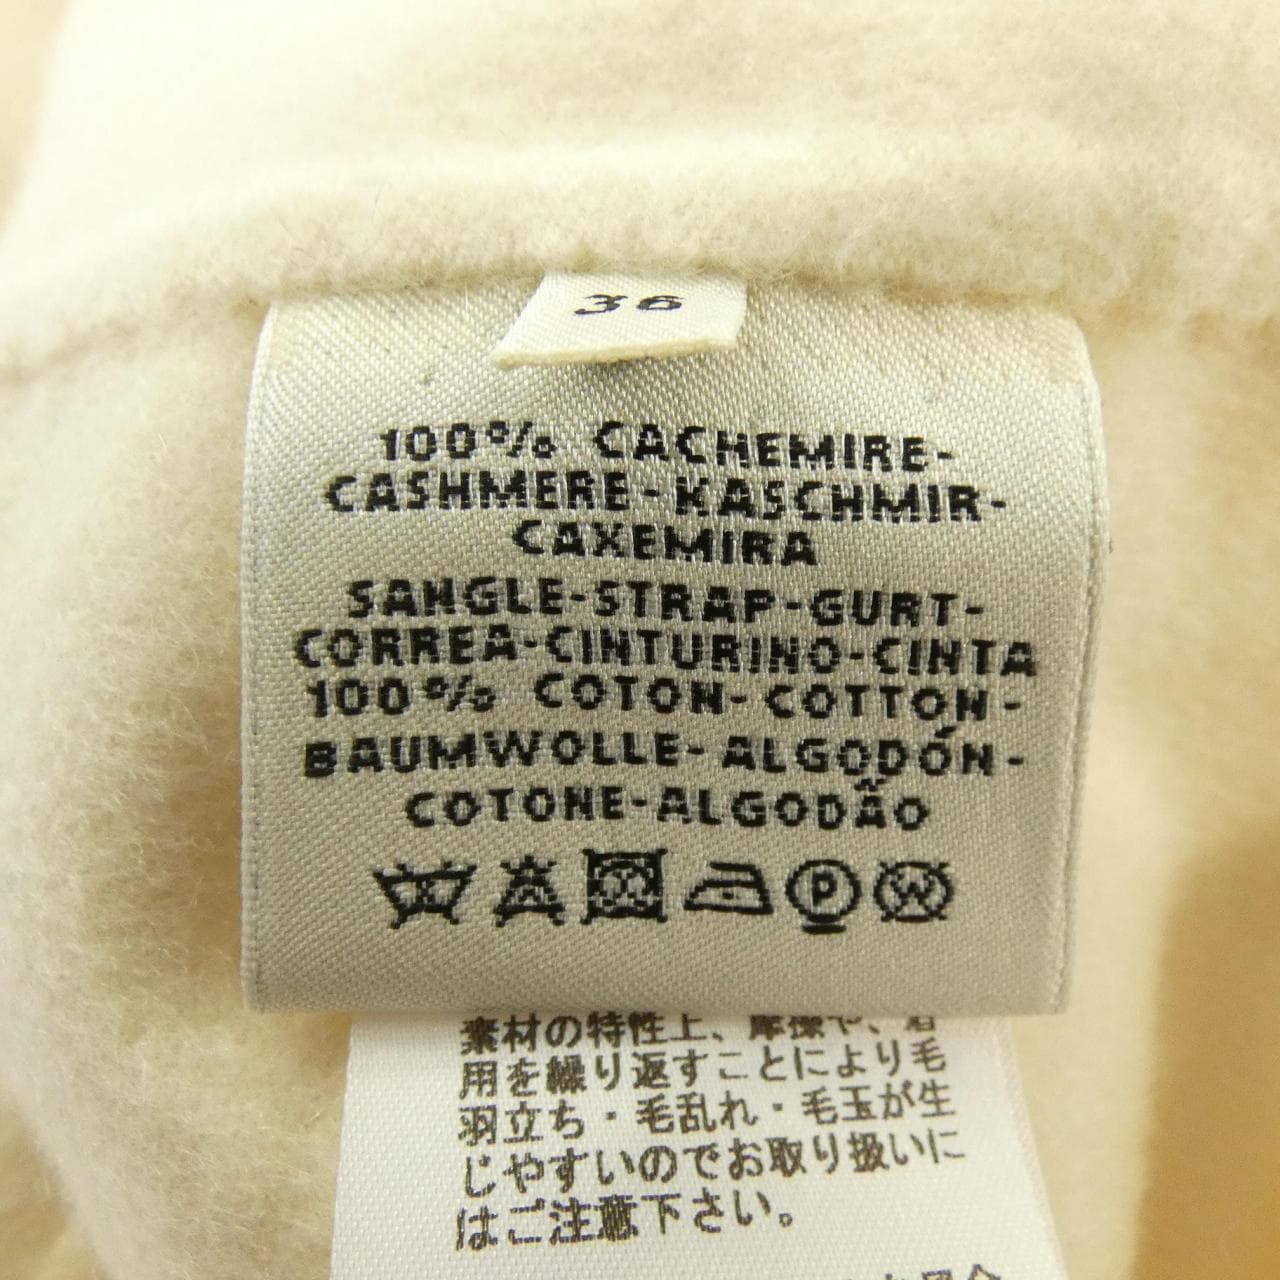 36
100% CACHEMIRE-
CASHMERE-KASCHMIR-
CAXEMIRA
SANGLE-STRAP-GURT-
CORREA-CINTURINO-CINTA
100% COTON-COTTON-
BAUMWOLLE-ALGODÓN-
COTONE-ALGODÃO
P W
素材の特性上、摩擦や、着
用を繰り返すことにより毛
羽立ち・毛乱れ・毛玉が生
じやすいのでお取り扱いに
はご注意下さい。